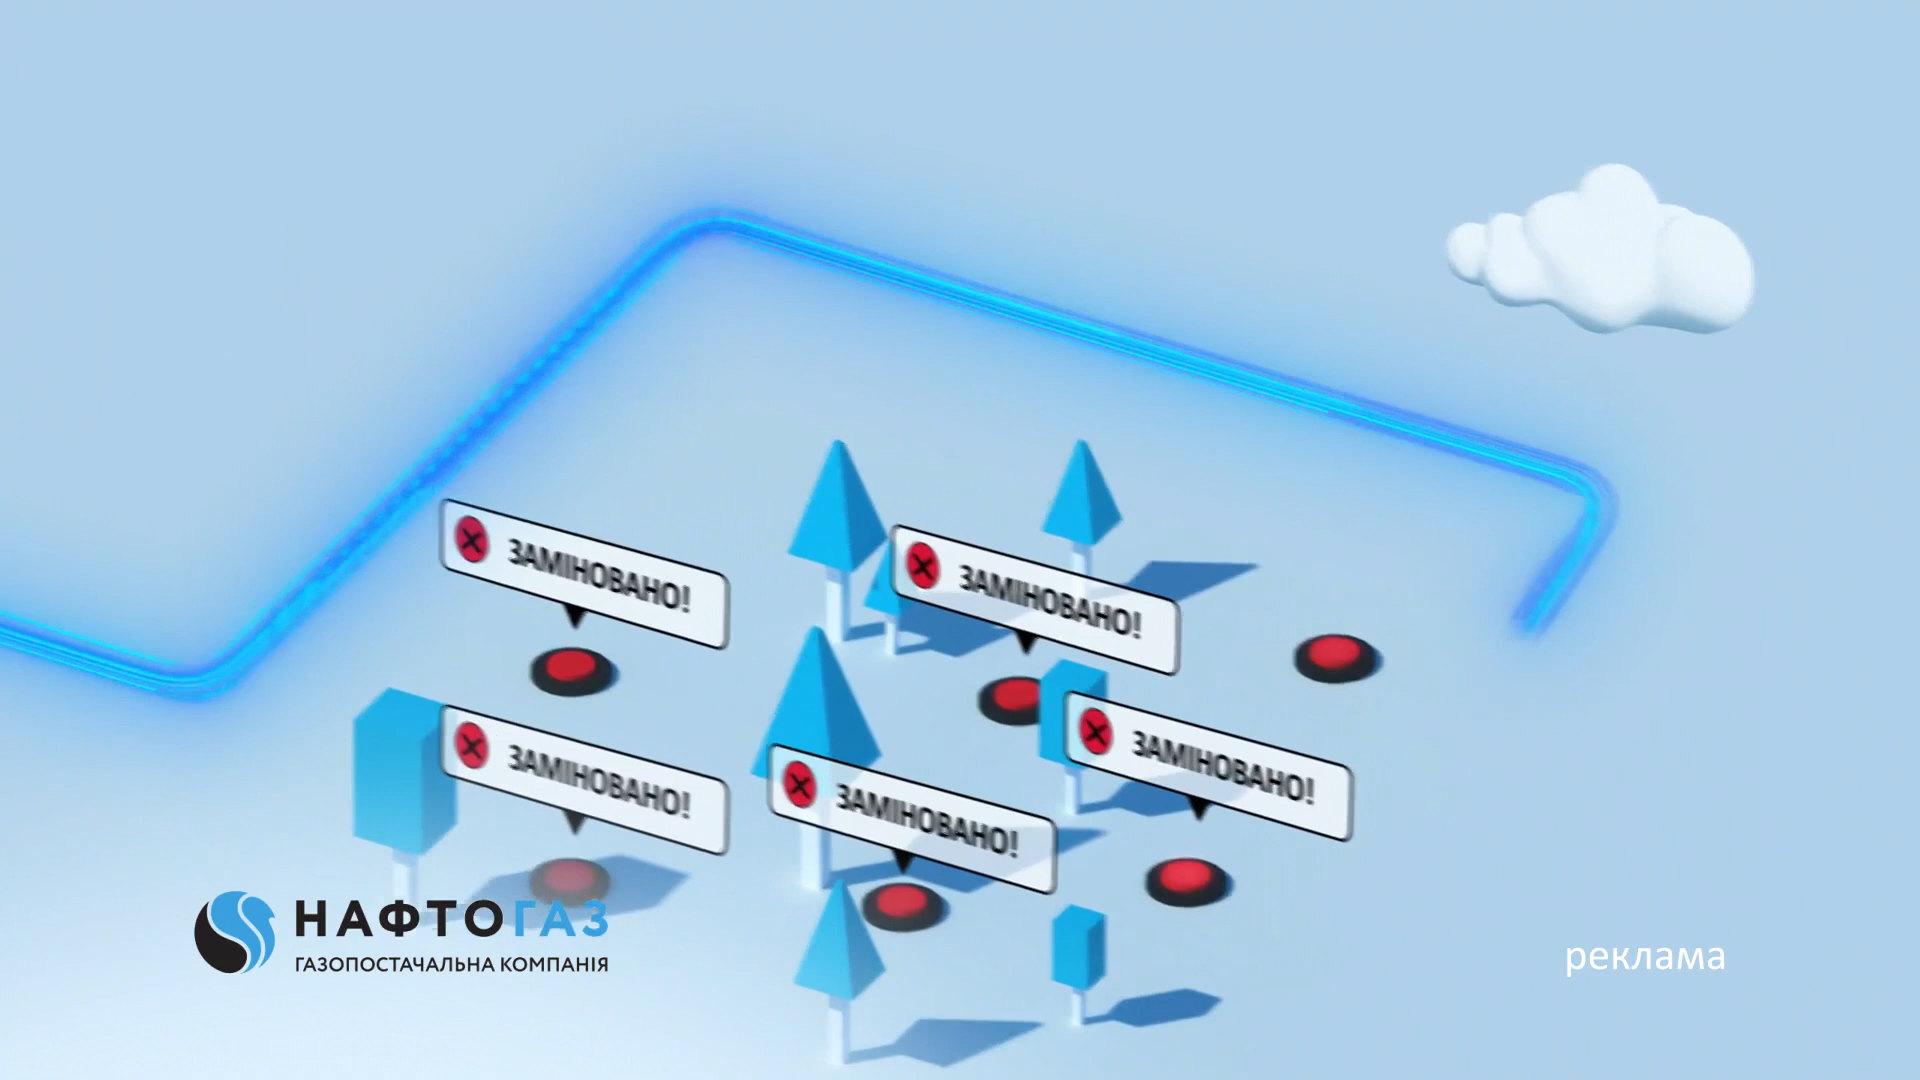 ЗАМІНОВАНО!
ЗАМІНОВАНО!
ЗАМІНОВАНО!
ЗАМІНОВАНО!
ЗАМІНОВАНО!
НАФТОГАЗ
ГАЗОПОСТАЧАЛЬНА КОМПАНІЯ
реклама